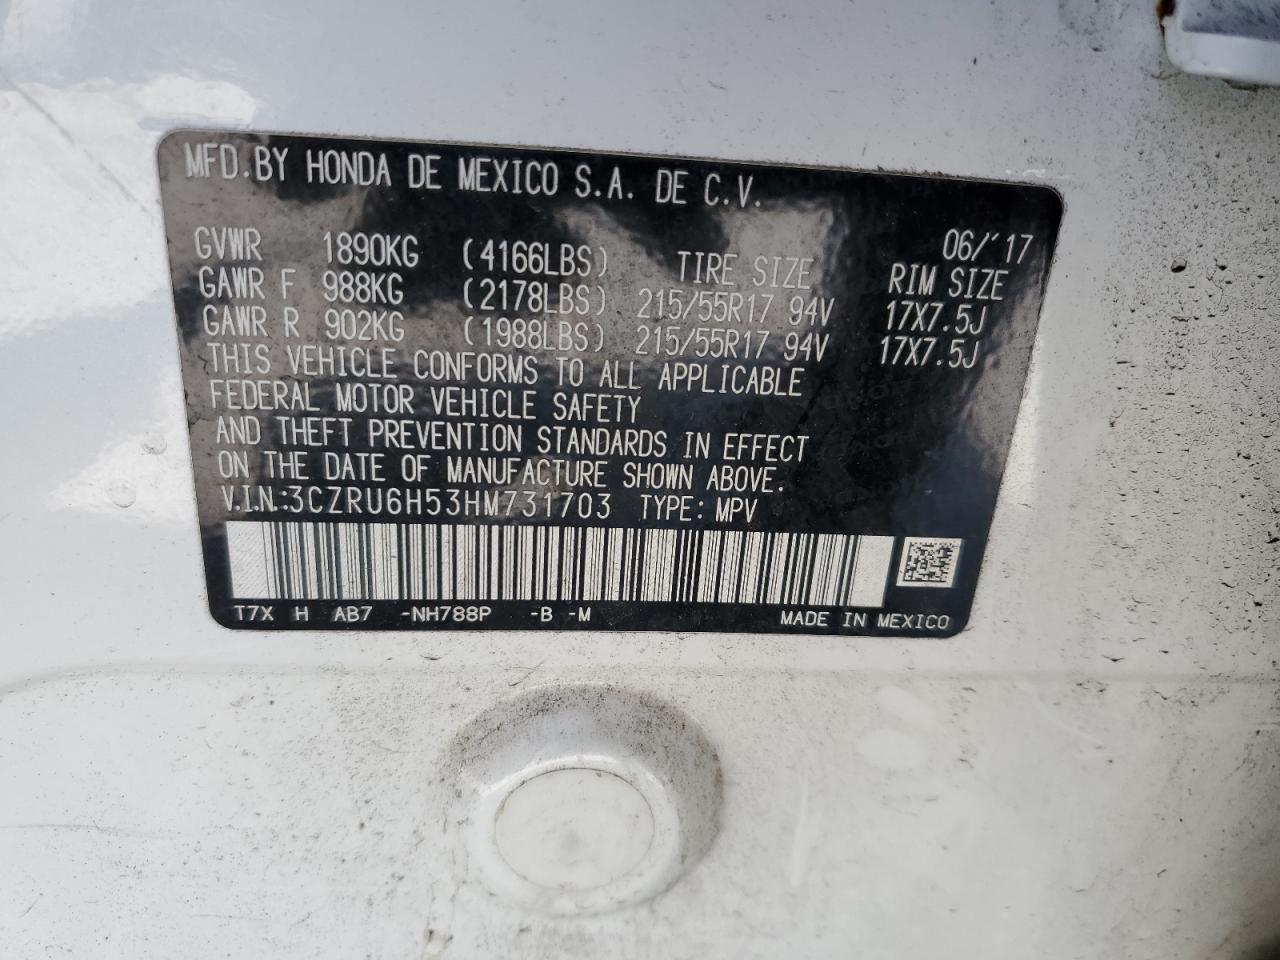 MFD.BY HONDA DE MEXICO S.A. DE C.V.
06/'17
GVWR 1890KG (4166LBS) TIRE SIZE RIM SIZE
GAWR F 988KG (2178LBS) 215/55R17 94V 17X7.5J
GAWR R 902KG (1988LBS) 215/55R17 94V 17X7.5J
THIS VEHICLE CONFORMS TO ALL APPLICABLE
FEDERAL MOTOR VEHICLE SAFETY
AND THEFT PREVENTION STANDARDS IN EFFECT
ON THE DATE OF MANUFACTURE SHOWN ABOVE.
V.I.N.:3CZRU6H53HM731703 TYPE: MPV
T7X H AB7 -NH788P -B -M MADE IN MEXICO